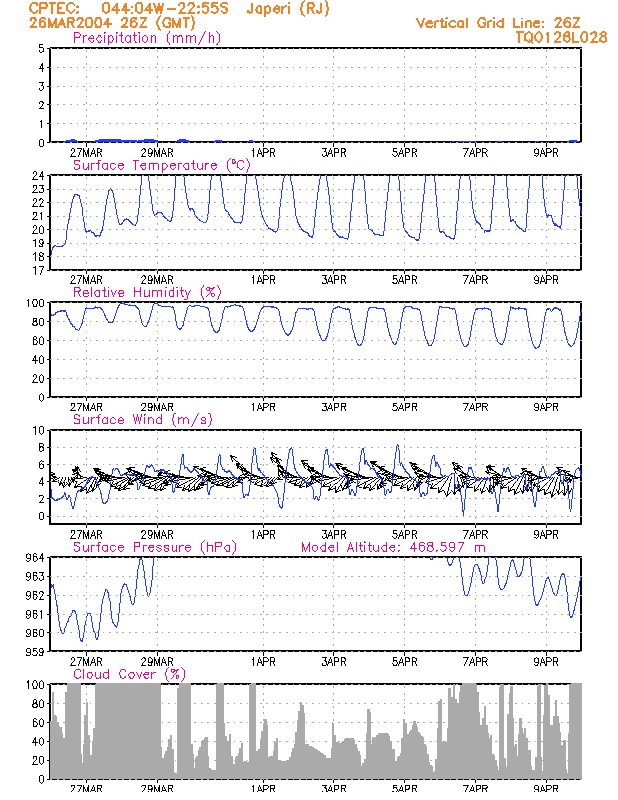 CPTEC: 044:04W-22:55S Japeri (RJ)
26MAR2004 26Z (GMT) Vertical Grid Line: 26Z
Precipitation (mm/h) TQ0126L028
5
4
3
2
1
0
27MAR 29MAR 1APR 3APR 5APR 7APR 9APR
Surface Temperature (°C)
24
23
22
21
20
19
18
17
27MAR 29MAR 1APR 3APR 5APR 7APR 9APR
Relative Humidity (%)
100
80
60
40
20
0
27MAR 29MAR 1APR 3APR 5APR 7APR 9APR
Surface Wind (m/s)
10
8
6
4
2
0
27MAR 29MAR 1APR 3APR 5APR 7APR 9APR
Surface Pressure (hPa) Model Altitude: 468.597 m
964
963
962
961
960
959
27MAR 29MAR 1APR 3APR 5APR 7APR 9APR
Cloud Cover (%)
100
80
60
40
20
0
27MAR 29MAR 1APR 3APR 5APR 7APR 9APR